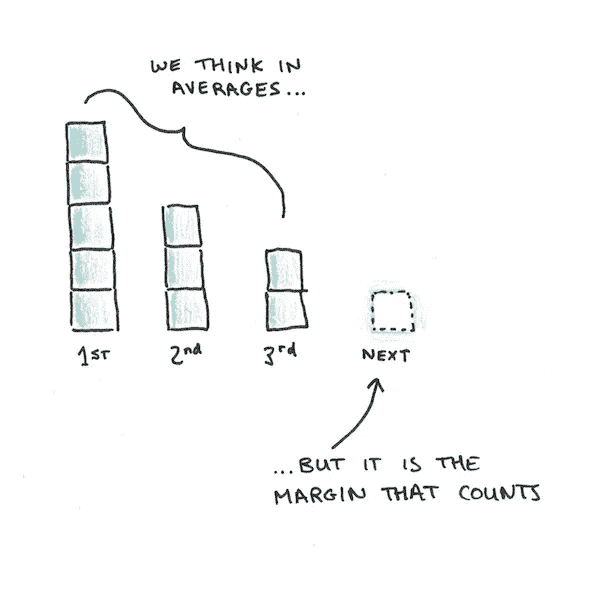 WE THINK IN
AVERAGES...
1ST
2nd
3rd
NEXT
...BUT IT IS THE
MARGIN THAT COUNTS